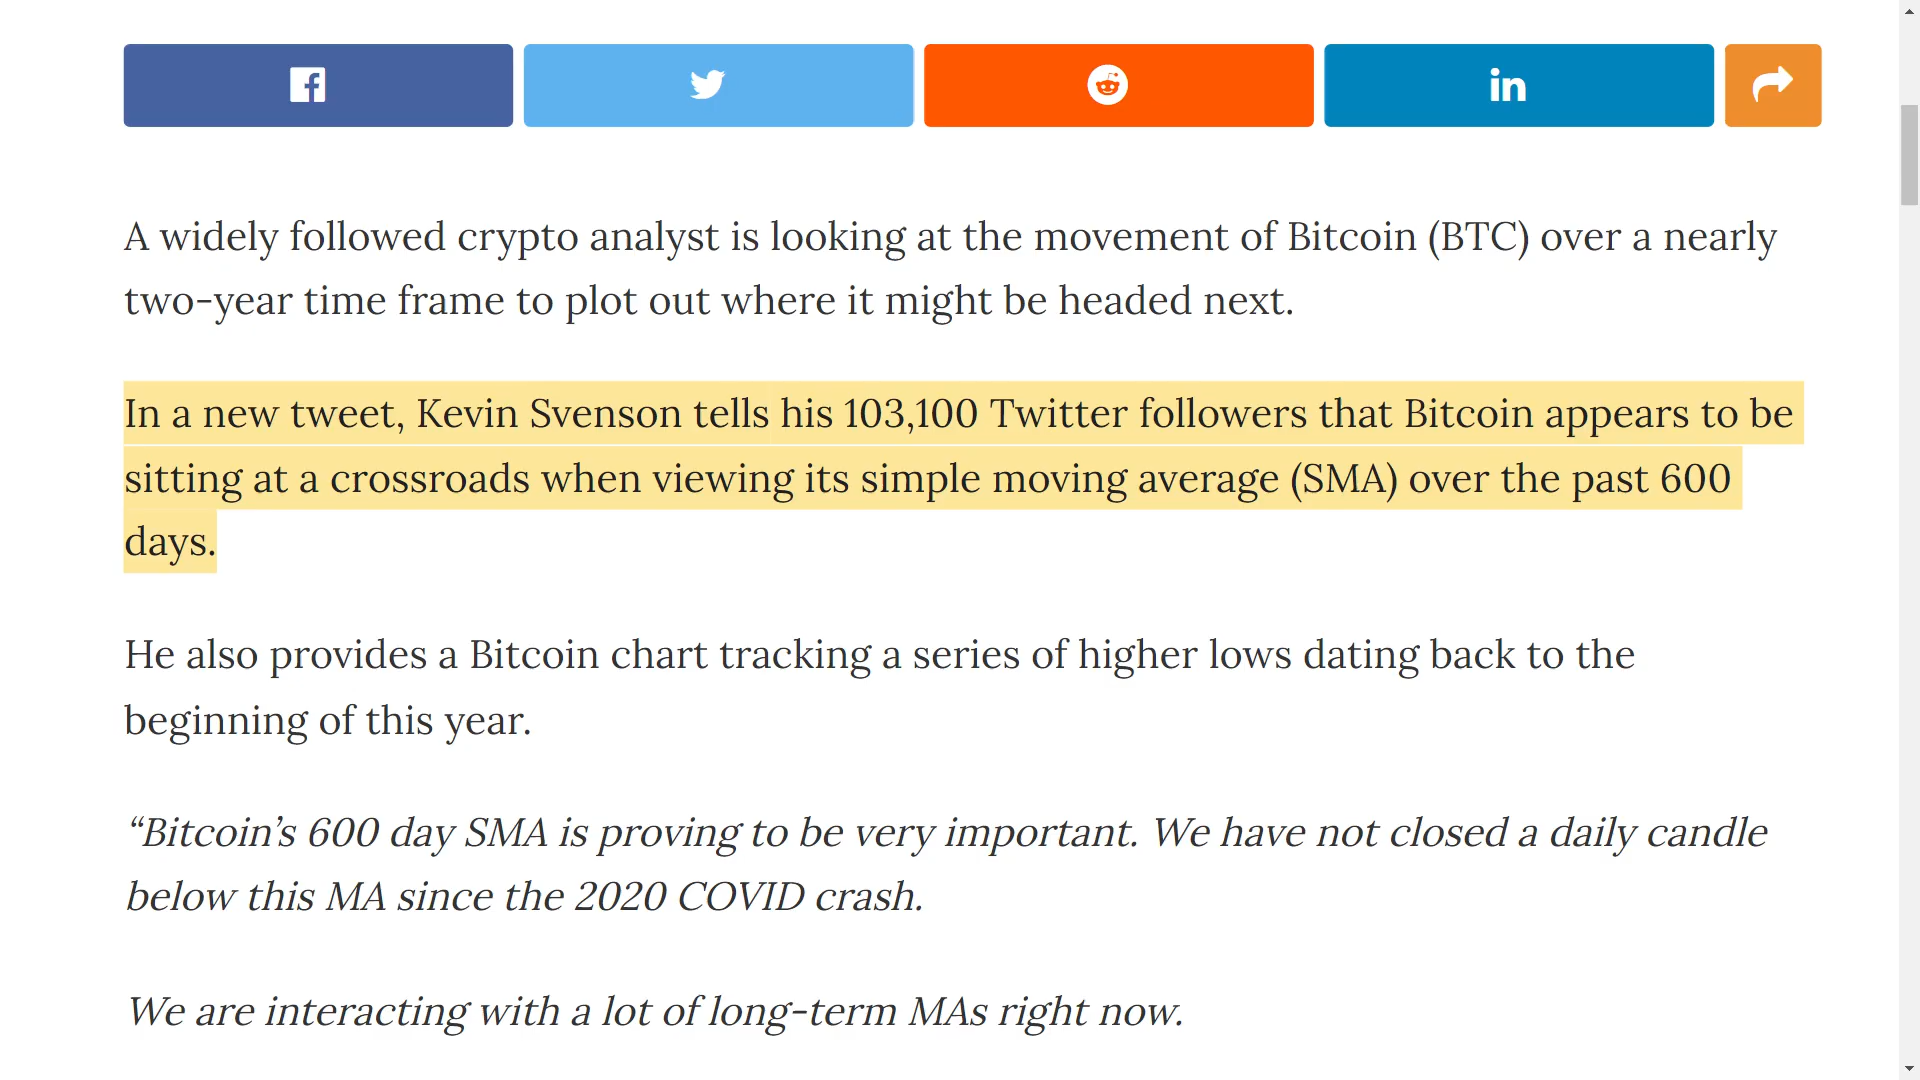 A widely followed crypto analyst is looking at the movement of Bitcoin (BTC) over a nearly
two-year time frame to plot out where it might be headed next.
In a new tweet, Kevin Svenson tells his 103,100 Twitter followers that Bitcoin appears to be
sitting at a crossroads when viewing its simple moving average (SMA) over the past 600
days.
He also provides a Bitcoin chart tracking a series of higher lows dating back to the
beginning of this year.
“Bitcoin’s 600 day SMA is proving to be very important. We have not closed a daily candle
below this MA since the 2020 COVID crash.
We are interacting with a lot of long-term MAs right now.